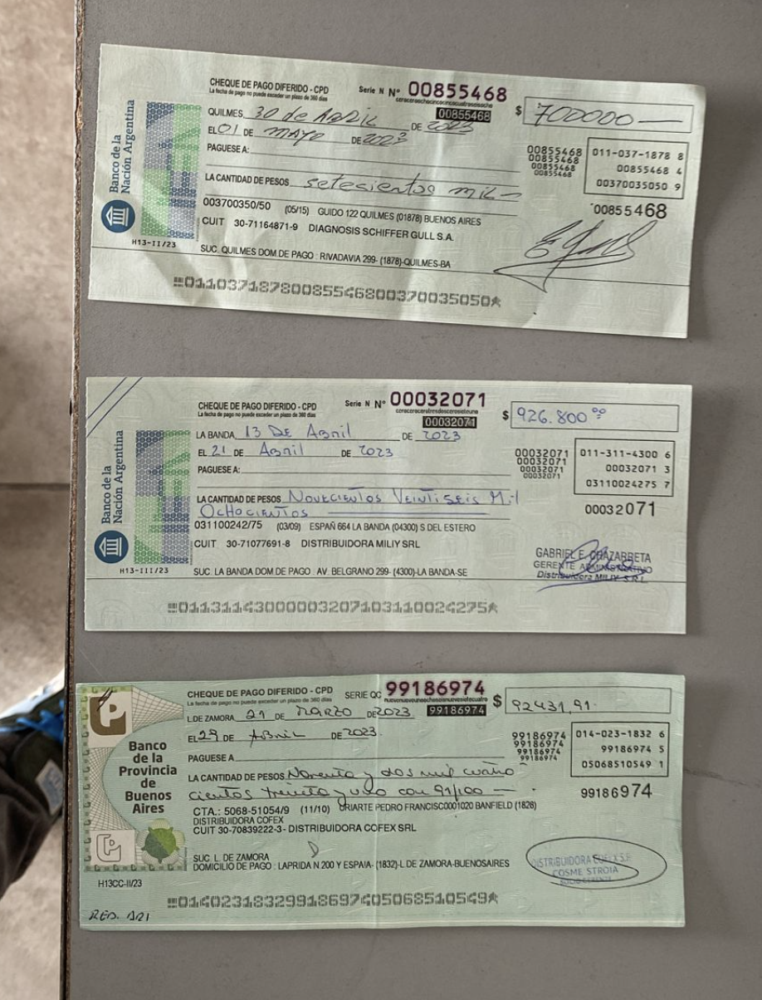 CHEQUE DE PAGO DIFERIDO - CPD Serie N Nº 00855468
La fecha de pago no puede exceder un plazo de 360 días
cerocerochocincocincocuatroseisocho
00855468
$ 700000
QUILMES, 30 de Abril DE 2023
EL 01 DE MAYO DE 2023
PAGUESE A:
LA CANTIDAD DE PESOS setecientos mil
00855468
00855468
00855468
00855468
011-037-1878 8
00855468 4
00370035050 9
00855468
003700350/50 (05/15) GUIDO 122 QUILMES (01878) BUENOS AIRES
CUIT 30-71164871-9 DIAGNOSIS SCHIFFER GULL S.A.
SUC. QUILMES DOM DE PAGO : RIVADAVIA 299- (1878)-QUILMES-BA
Banco de la
Nación Argentina
H13-II/23
01103718780085546800370035050
CHEQUE DE PAGO DIFERIDO - CPD Serie N Nº 00032071
La fecha de pago no puede exceder un plazo de 360 días
cerocerocerotresdoscerosieteuno
00032071
$ 926.800 00
LA BANDA, 13 DE Abril DE 2023
EL 21 DE Abril DE 2023
PAGUESE A:
LA CANTIDAD DE PESOS Novecientos Veintiseis Mil
Ochocientos
00032071
00032071
00032071
00032071
011-311-4300 6
00032071 3
03110024275 7
00032071
031100242/75 (03/09) ESPAÑ 664 LA BANDA (04300) S DEL ESTERO
CUIT 30-71077691-8 DISTRIBUIDORA MILIY SRL
SUC. LA BANDA DOM DE PAGO : AV. BELGRANO 299- (4300)-LA BANDA-SE
GABRIEL E. CHAZARRETA
GERENTE ADMINISTRATIVO
Distribuidora MILIY S.R.L.
Banco de la
Nación Argentina
H13-III/23
01131143000003207103110024275
CHEQUE DE PAGO DIFERIDO - CPD SERIE QC 99186974
La fecha de pago no puede exceder un plazo de 360 días
nuevenueveunoochoseisnuevesietecuatro
99186974
$ 92431,91
L.DE ZAMORA 21 DE Marzo DE 2023
EL 29 DE Abril DE 2023
PAGUESE A
LA CANTIDAD DE PESOS Noventa y dos mil cuatro
cientos treinta y uno con 91/100
99186974
99186974
99186974
99186974
014-023-1832 6
99186974 5
05068510549 1
99186974
CTA.: 5068-51054/9 (11/10) URIARTE PEDRO FRANCISC0001020 BANFIELD (1828)
DISTRIBUIDORA COFEX
CUIT 30-70839222-3- DISTRIBUIDORA COFEX SRL
SUC L. DE ZAMORA
DOMICILIO DE PAGO : LAPRIDA N.200 Y ESPAIA- (1832)-L DE ZAMORA-BUENOSAIRES
DISTRIBUIDORA COFEX S.R.L
COSME STROIA
SOCIO GERENTE
Banco
de la
Provincia
de
Buenos
Aires
H13CC-II/23
01402318329918697405068510549